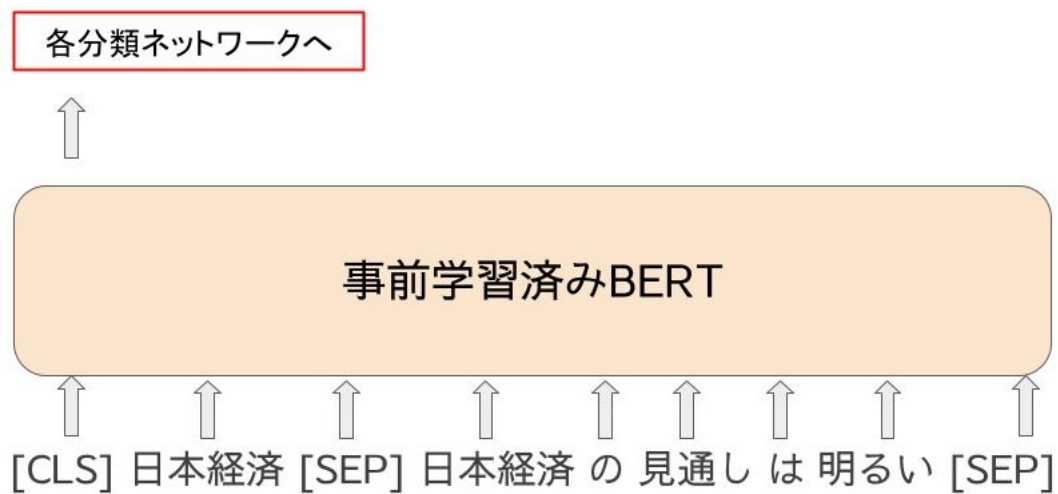 各分類ネットワークへ
事前学習済みBERT
[CLS] 日本経済 [SEP] 日本経済 の 見通し は 明るい [SEP]